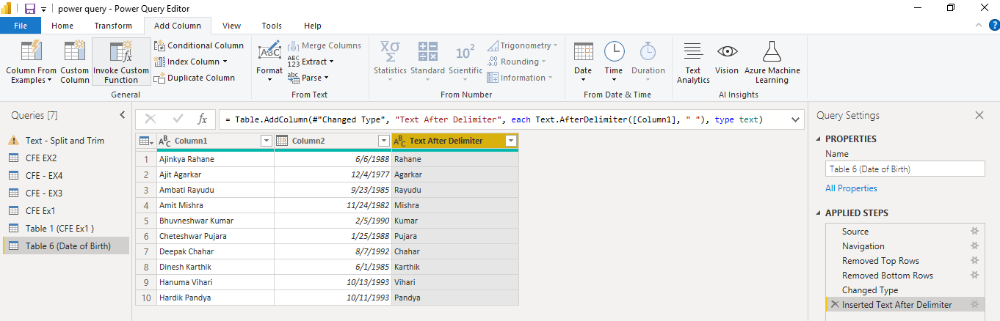 power query - Power Query Editor
File Home Transform Add Column View Tools Help
Column From Examples
Custom Column
Invoke Custom Function
Conditional Column
Index Column
Duplicate Column
General
ABC
Format
Merge Columns
ABC 123 Extract
abc Parse
From Text
XΣ
Statistics
Standard
10² Scientific
Trigonometry
.00 Rounding
Information
From Number
Date
Time
Duration
From Date & Time
Text Analytics
Vision
Azure Machine Learning
AI Insights
Queries [7]
Text - Split and Trim
CFE EX2
CFE - EX4
CFE - EX3
CFE Ex1
Table 1 (CFE Ex1 )
Table 6 (Date of Birth)
fx = Table.AddColumn(#"Changed Type", "Text After Delimiter", each Text.AfterDelimiter([Column1], " "), type text)
ABC Column1 Column2 ABC Text After Delimiter
1 Ajinkya Rahane 6/6/1988 Rahane
2 Ajit Agarkar 12/4/1977 Agarkar
3 Ambati Rayudu 9/23/1985 Rayudu
4 Amit Mishra 11/24/1982 Mishra
5 Bhuvneshwar Kumar 2/5/1990 Kumar
6 Cheteshwar Pujara 1/25/1988 Pujara
7 Deepak Chahar 8/7/1992 Chahar
8 Dinesh Karthik 6/1/1985 Karthik
9 Hanuma Vihari 10/13/1993 Vihari
10 Hardik Pandya 10/11/1993 Pandya
Query Settings
PROPERTIES
Name
Table 6 (Date of Birth)
All Properties
APPLIED STEPS
Source
Navigation
Removed Top Rows
Removed Bottom Rows
Changed Type
Inserted Text After Delimiter